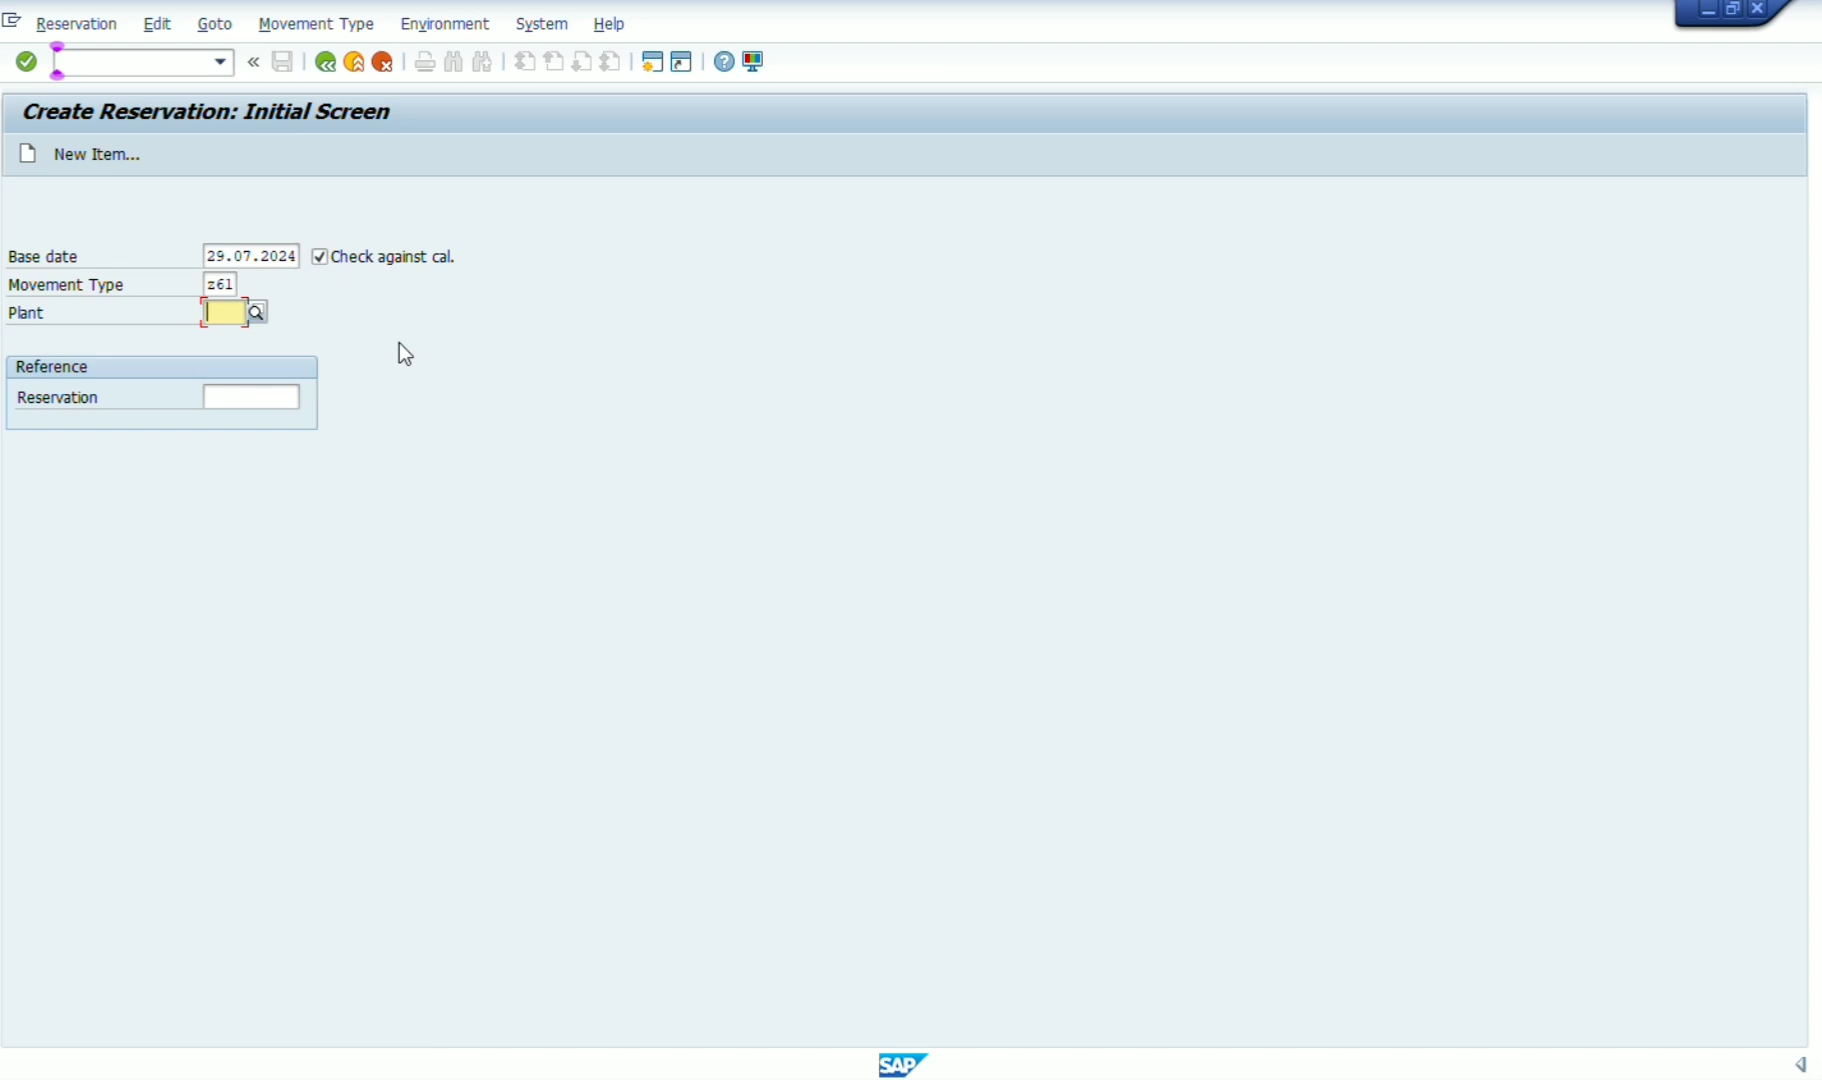 Reservation Edit Goto Movement Type Environment System Help
Create Reservation: Initial Screen
New Item...
Base date 29.07.2024 Check against cal.
Movement Type z61
Plant
Reference
Reservation
SAP